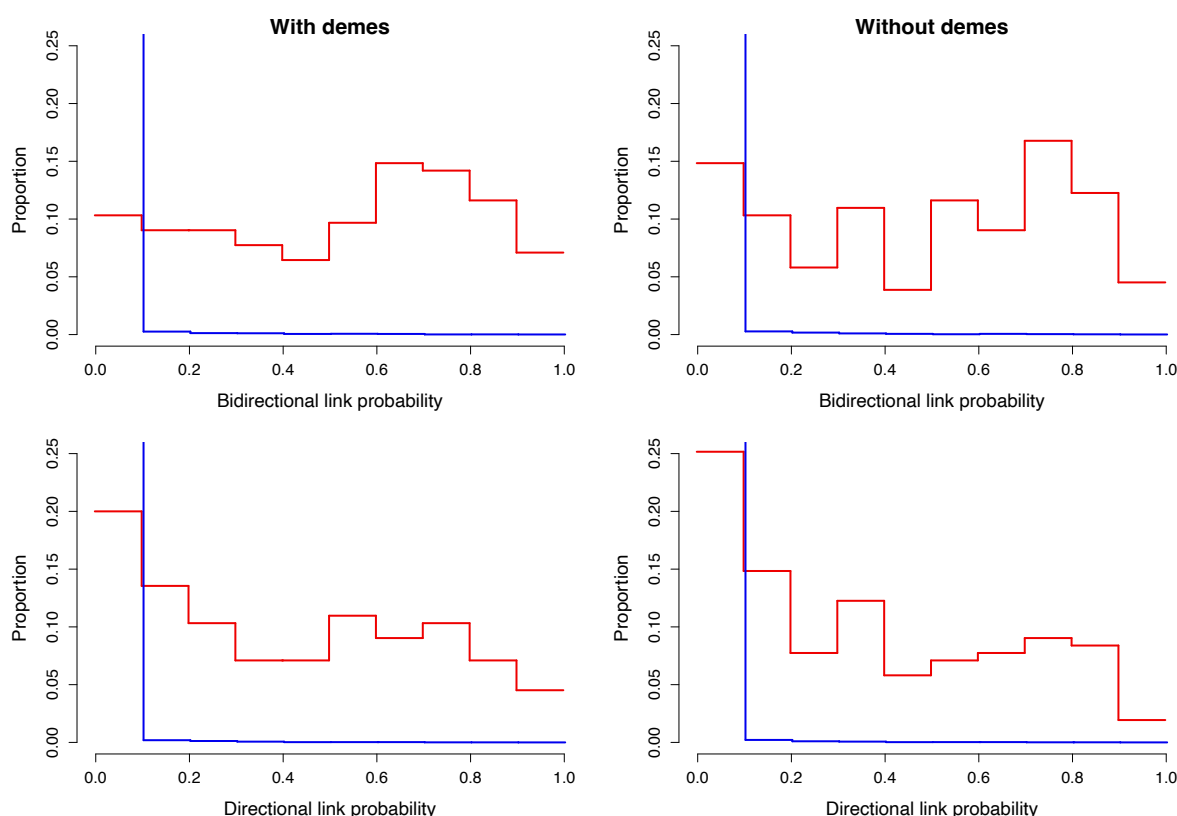 With demes
Without demes
0.00 0.05 0.10 0.15 0.20 0.25
Proportion
0.0 0.2 0.4 0.6 0.8 1.0
Bidirectional link probability
0.00 0.05 0.10 0.15 0.20 0.25
Proportion
0.0 0.2 0.4 0.6 0.8 1.0
Bidirectional link probability
0.00 0.05 0.10 0.15 0.20 0.25
Proportion
0.0 0.2 0.4 0.6 0.8 1.0
Directional link probability
0.00 0.05 0.10 0.15 0.20 0.25
Proportion
0.0 0.2 0.4 0.6 0.8 1.0
Directional link probability